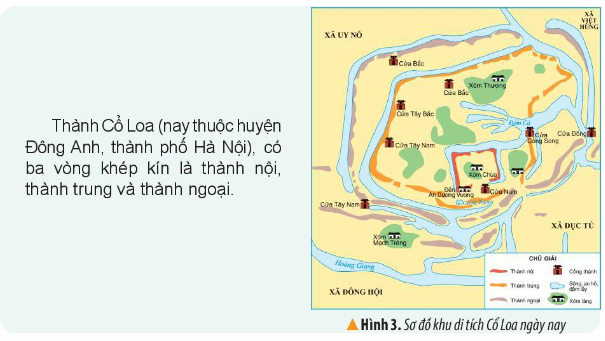 Thành Cổ Loa (nay thuộc huyện
Đông Anh, thành phố Hà Nội), có
ba vòng khép kín là thành nội,
thành trung và thành ngoại.
XÃ UY NỖ
XÃ
VIỆT
HÙNG
Cửa Bắc
Cửa Bắc
Xóm Thượng
Cửa Tây Bắc
Đầm Cả
Cửa
Cống Song
Cửa Đông
Cửa Tây Nam
Xóm Chùa
Đền
An Dương Vương
Cửa Nam
Cửa Tây Nam
XÃ DỤC TÚ
Xóm
Mạch Tràng
Hoàng Giang
XÃ ĐÔNG HỘI
CHÚ GIẢI
Thành nội
Cổng thành
Thành trung
Sông, ao hồ,
đầm lầy
Thành ngoại
Xóm làng
Hình 3. Sơ đồ khu di tích Cổ Loa ngày nay